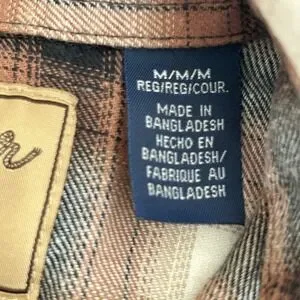 M/M/M
REG/REG/COUR.
MADE IN
BANGLADESH
HECHO EN
BANGLADESH/
FABRIQUE AU
BANGLADESH